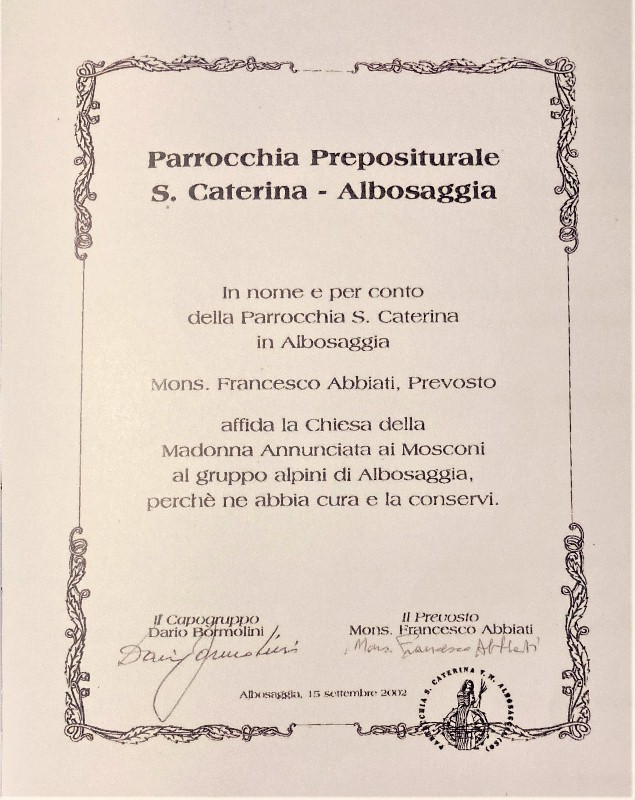 Parrocchia Prepositurale
S. Caterina - Albosaggia
In nome e per conto
della Parrocchia S. Caterina
in Albosaggia
Mons. Francesco Abbiati, Prevosto
affida la Chiesa della
Madonna Annunciata ai Mosconi
al gruppo alpini di Albosaggia,
perchè ne abbia cura e la conservi.
Il Capogruppo
Dario Bormolini
Il Prevosto
Mons. Francesco Abbiati
Mons. Francesco Abbiati
Albosaggia, 15 settembre 2002
PARROCCHIA S. CATERINA V. M. ALBOSAGGIA (SO)